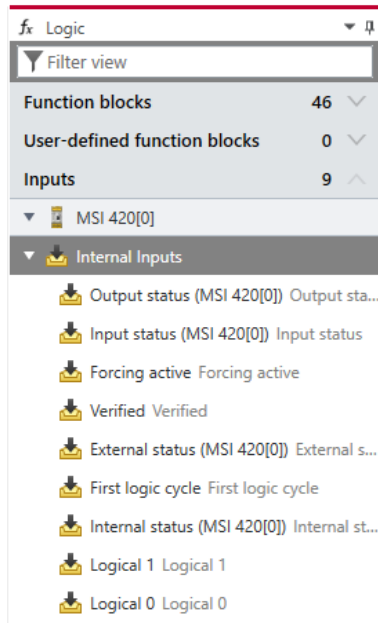 fx Logic
Filter view
Function blocks 46
User-defined function blocks 0
Inputs 9
MSI 420[0]
Internal Inputs
Output status (MSI 420[0]) Output sta...
Input status (MSI 420[0]) Input status
Forcing active Forcing active
Verified Verified
External status (MSI 420[0]) External s...
First logic cycle First logic cycle
Internal status (MSI 420[0]) Internal st...
Logical 1 Logical 1
Logical 0 Logical 0